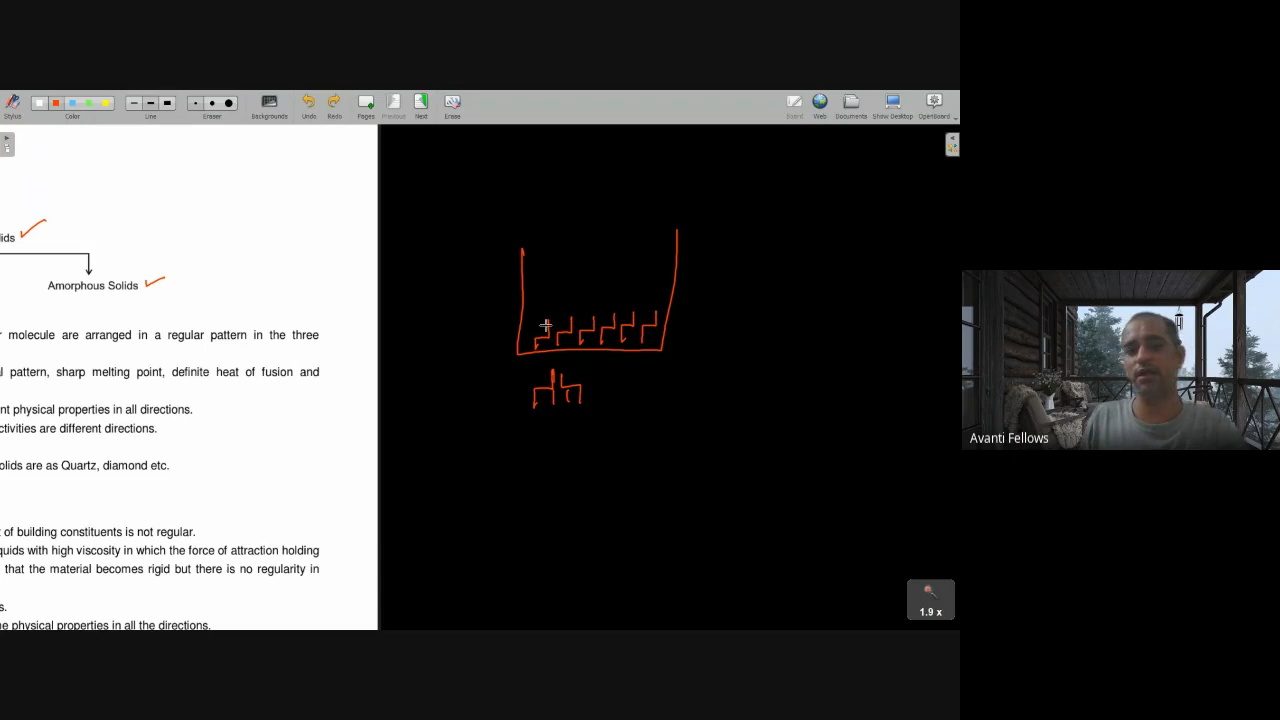 Stylus Color Line Eraser Backgrounds Undo Redo Pages Previous Next Erase Board Web Documents Show Desktop OpenBoard
lids
Amorphous Solids
r molecule are arranged in a regular pattern in the three
al pattern, sharp melting point, definite heat of fusion and
nt physical properties in all directions.
ctivities are different directions.
olids are as Quartz, diamond etc.
t of building constituents is not regular.
quids with high viscosity in which the force of attraction holding
that the material becomes rigid but there is no regularity in
s.
ne physical properties in all the directions.
Avanti Fellows
1.9 x